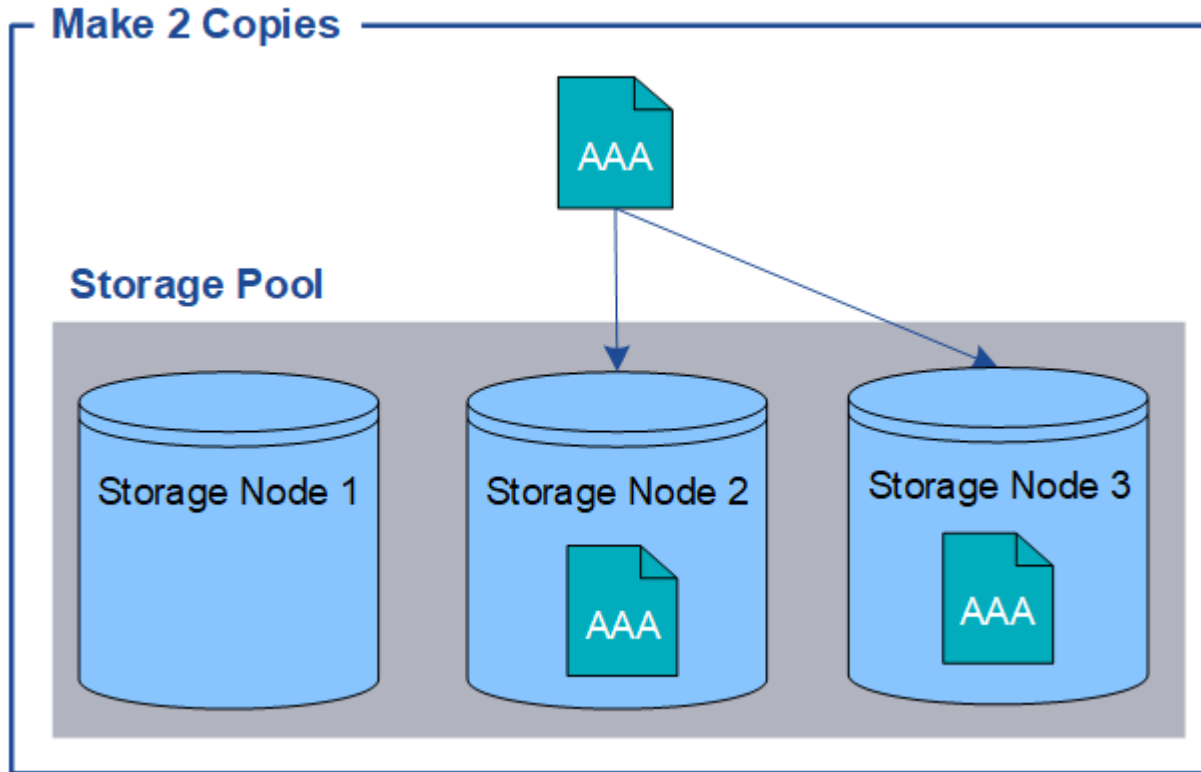 Make 2 Copies
AAA
Storage Pool
Storage Node 1
Storage Node 2
Storage Node 3
AAA
AAA